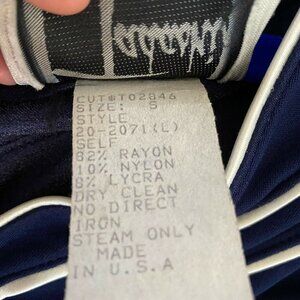 CUT#T02846
SIZE: S
STYLE
20-2071(L)
SELF
82% RAYON
10% NYLON
8% LYCRA
DRY CLEAN
NO DIRECT
IRON
STEAM ONLY
MADE
IN U.S.A